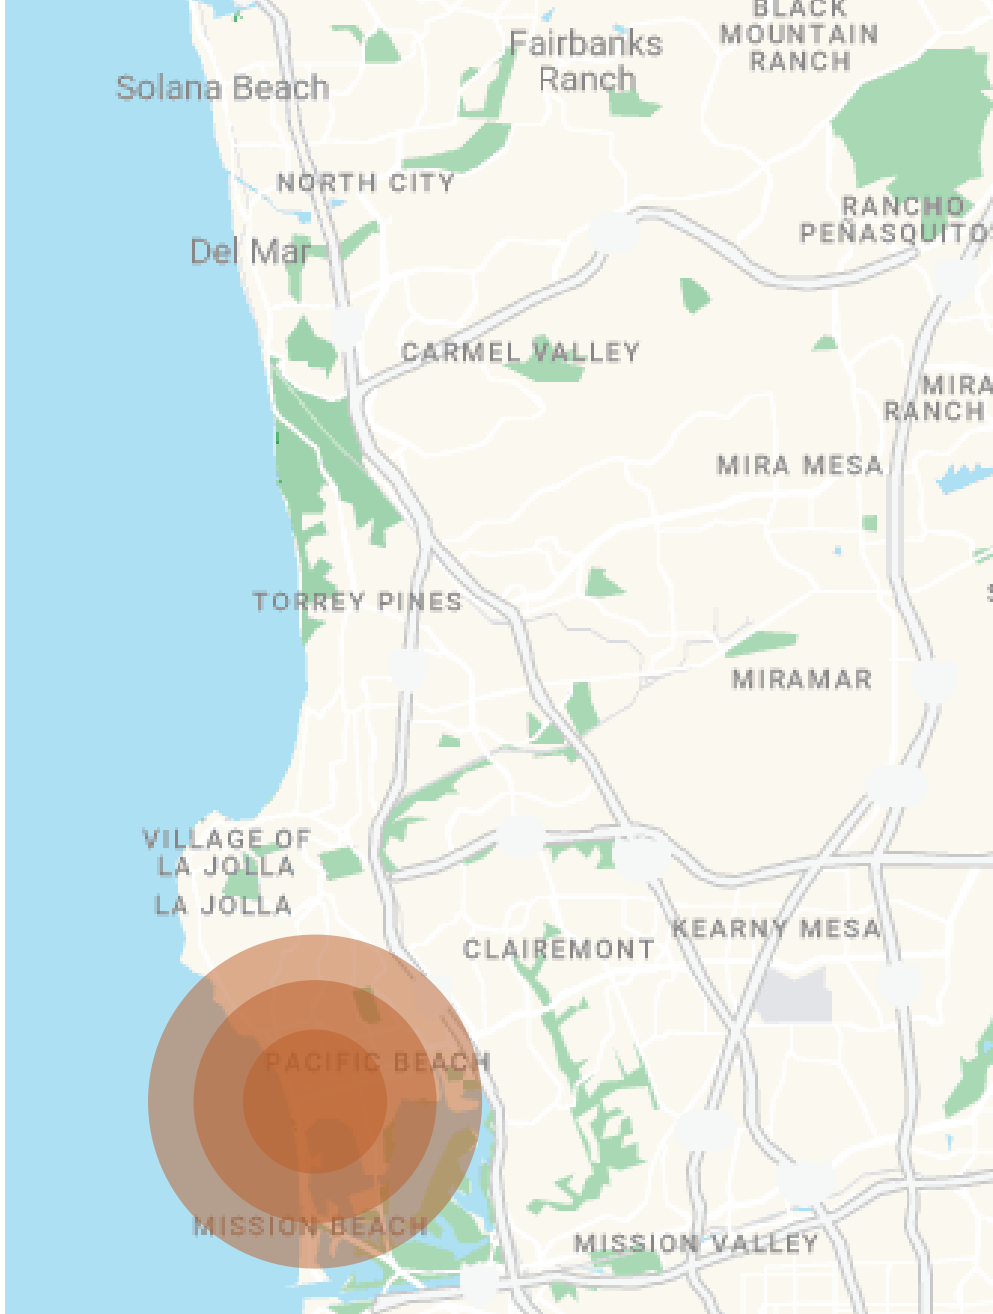 BLACK
MOUNTAIN
RANCH
Fairbanks
Ranch
Solana Beach
NORTH CITY
RANCHO
PEÑASQUITO
Del Mar
CARMEL VALLEY
MIRA
RANCH
MIRA MESA
TORREY PINES
MIRAMAR
VILLAGE OF
LA JOLLA
LA JOLLA
KEARNY MESA
CLAIREMONT
PACIFIC BEACH
MISSION BEACH
MISSION VALLEY